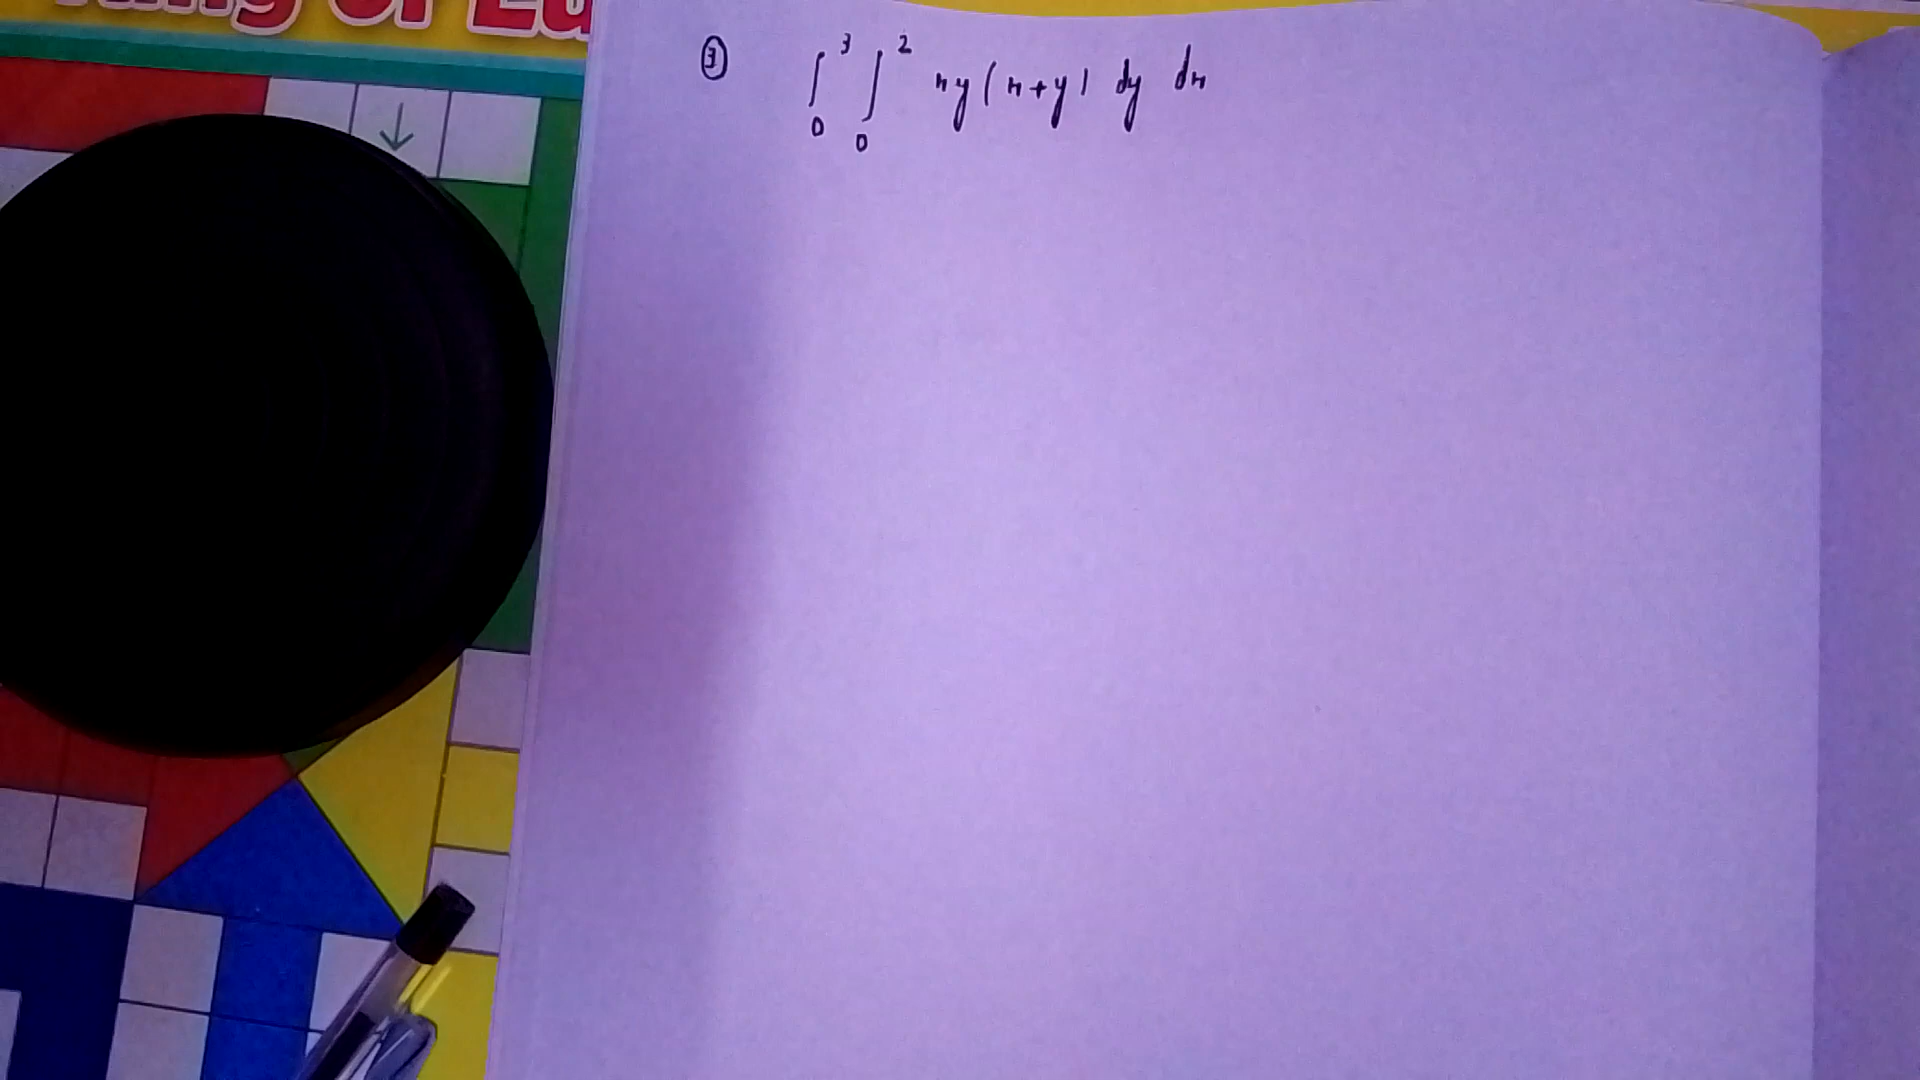 ③ ∫₀³ ∫₀² xy(x+y) dy dx